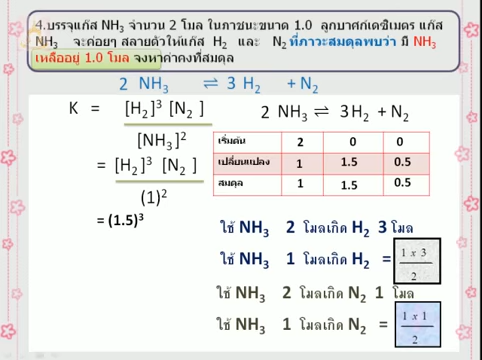 4.บรรจุแก๊ส NH₃ จำนวน 2 โมล ในภาชนะขนาด 1.0 ลูกบาศก์เดซิเมตร แก๊ส
NH₃ จะค่อยๆ สลายตัวให้แก๊ส H₂ และ N₂ ที่ภาวะสมดุลพบว่า มี NH₃
เหลืออยู่ 1.0 โมล จงหาค่าคงที่สมดุล
2 NH₃ ⇌ 3 H₂ + N₂
K = [H₂]³ [N₂ ]
[NH₃]²
2 NH₃ ⇌ 3H₂ + N₂
เริ่มต้น 2 0 0
เปลี่ยนแปลง 1 1.5 0.5
สมดุล 1 1.5 0.5
= [H₂]³ [N₂ ]
(1)²
= (1.5)³
ใช้ NH₃ 2 โมลเกิด H₂ 3 โมล
ใช้ NH₃ 1 โมลเกิด H₂ = 1 x 3
2
ใช้ NH₃ 2 โมลเกิด N₂ 1 โมล
ใช้ NH₃ 1 โมลเกิด N₂ = 1 x 1
2